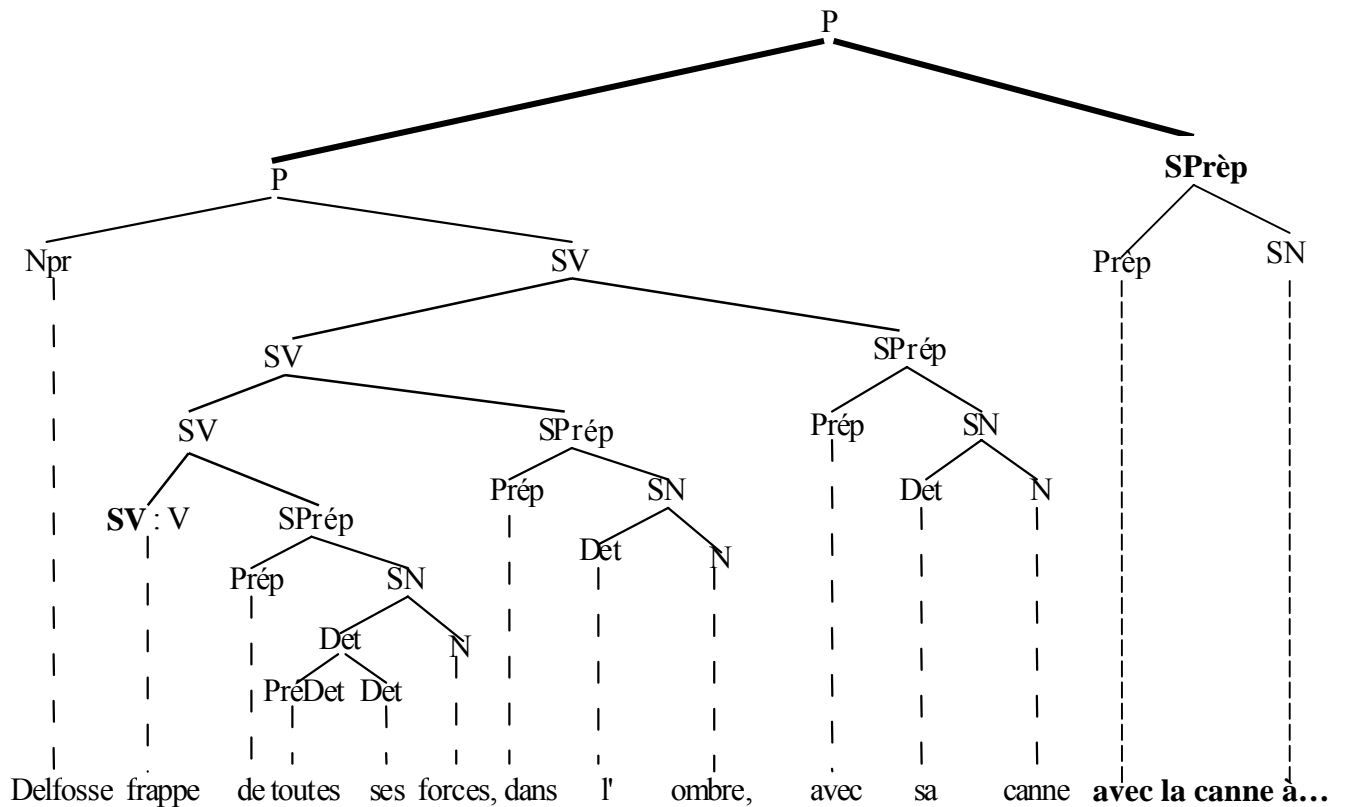 P
P
SPrèp
Npr
SV
Prèp
SN
SV
SPrép
SV
SPrép
Prép
SN
Prép
SN
Det
N
SV : V
SPrép
Det
N
Prép
SN
Det
N
PréDet Det
Delfosse frappe de toutes ses forces, dans l' ombre, avec sa canne avec la canne à…